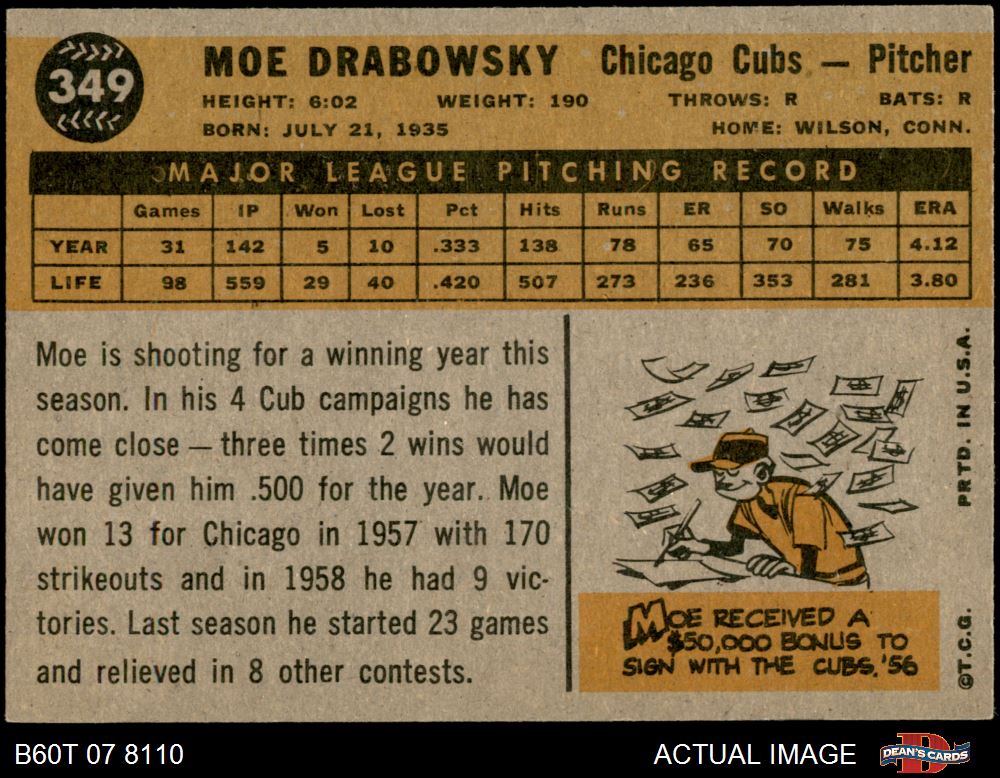 349
MOE DRABOWSKY Chicago Cubs — Pitcher
HEIGHT: 6:02 WEIGHT: 190 THROWS: R BATS: R
BORN: JULY 21, 1935 HOME: WILSON, CONN.
MAJOR LEAGUE PITCHING RECORD
Games IP Won Lost Pct Hits Runs ER SO Walks ERA
YEAR 31 142 5 10 .333 138 78 65 70 75 4.12
LIFE 98 559 29 40 .420 507 273 236 353 281 3.80
Moe is shooting for a winning year this
season. In his 4 Cub campaigns he has
come close — three times 2 wins would
have given him .500 for the year. Moe
won 13 for Chicago in 1957 with 170
strikeouts and in 1958 he had 9 vic-
tories. Last season he started 23 games
and relieved in 8 other contests.
MOE RECEIVED A
$50,000 BONUS TO
SIGN WITH THE CUBS, '56
©T.C.G. PRTD. IN U.S.A.
B60T 07 8110 ACTUAL IMAGE DEAN'S CARDS